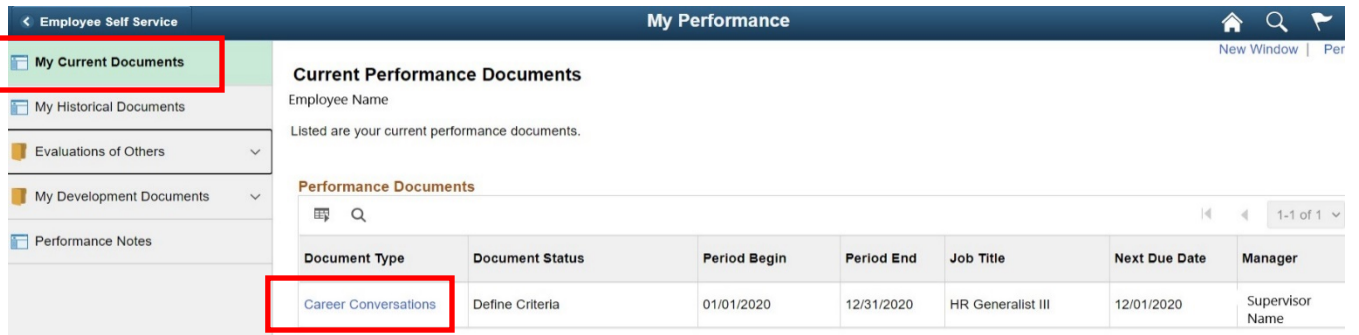 Employee Self Service
My Performance
New Window | Per
My Current Documents
My Historical Documents
Evaluations of Others
My Development Documents
Performance Notes
Current Performance Documents
Employee Name
Listed are your current performance documents.
Performance Documents
1-1 of 1
Document Type Document Status Period Begin Period End Job Title Next Due Date Manager
Career Conversations Define Criteria 01/01/2020 12/31/2020 HR Generalist III 12/01/2020 Supervisor
Name